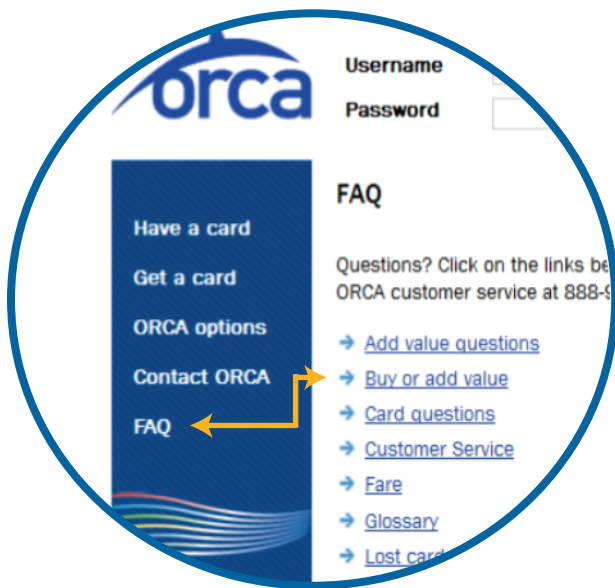 orca
Username
Password
Have a card
Get a card
ORCA options
Contact ORCA
FAQ
FAQ
Questions? Click on the links be
ORCA customer service at 888-
Add value questions
Buy or add value
Card questions
Customer Service
Fare
Glossary
Lost card